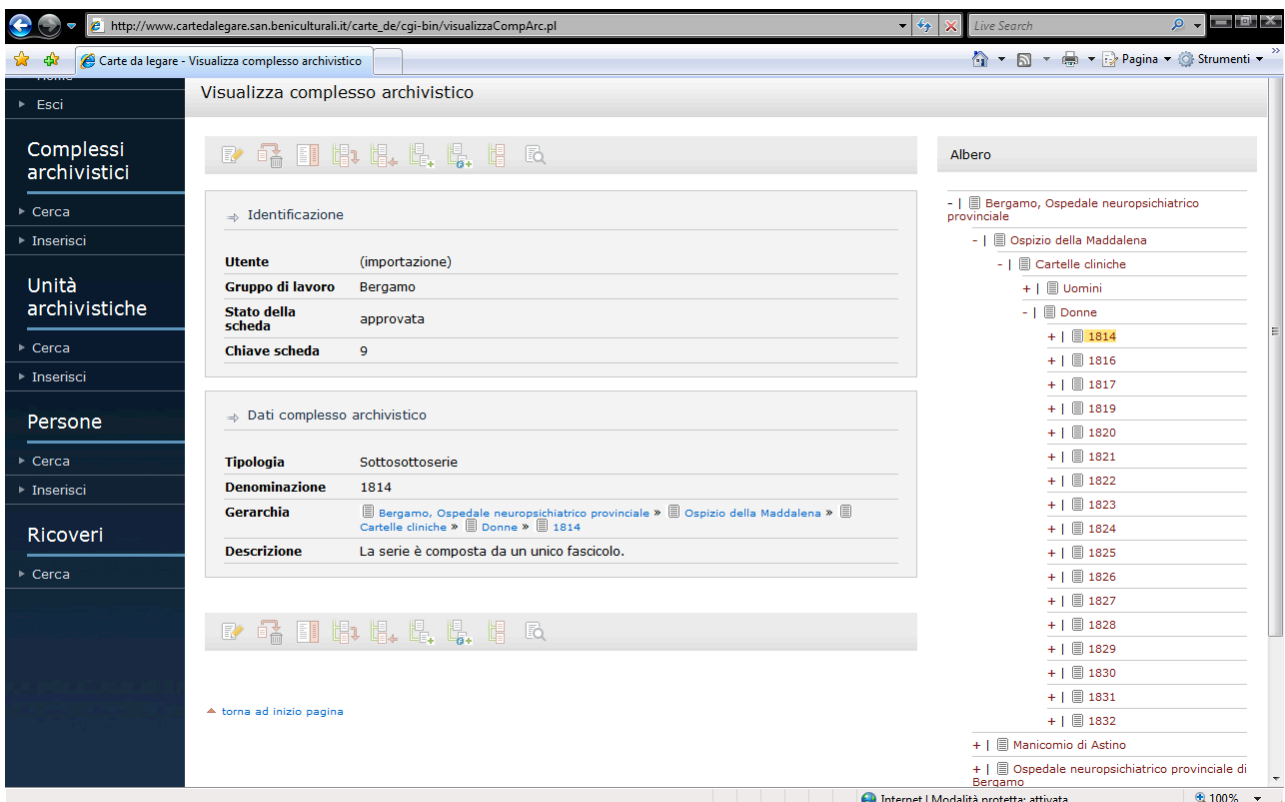 http://www.cartedalegare.san.beniculturali.it/carte_de/cgi-bin/visualizzaCompArc.pl
Live Search
Carte da legare - Visualizza complesso archivistico
Pagina
Strumenti
Home
Esci
Complessi
archivistici
Cerca
Inserisci
Unità
archivistiche
Cerca
Inserisci
Persone
Cerca
Inserisci
Ricoveri
Cerca
Visualizza complesso archivistico
Identificazione
Utente (importazione)
Gruppo di lavoro Bergamo
Stato della
scheda approvata
Chiave scheda 9
Dati complesso archivistico
Tipologia Sottosottoserie
Denominazione 1814
Gerarchia Bergamo, Ospedale neuropsichiatrico provinciale » Ospizio della Maddalena »
Cartelle cliniche » Donne » 1814
Descrizione La serie è composta da un unico fascicolo.
torna ad inizio pagina
Albero
- | Bergamo, Ospedale neuropsichiatrico
provinciale
- | Ospizio della Maddalena
- | Cartelle cliniche
+ | Uomini
- | Donne
+ | 1814
+ | 1816
+ | 1817
+ | 1819
+ | 1820
+ | 1821
+ | 1822
+ | 1823
+ | 1824
+ | 1825
+ | 1826
+ | 1827
+ | 1828
+ | 1829
+ | 1830
+ | 1831
+ | 1832
+ | Manicomio di Astino
+ | Ospedale neuropsichiatrico provinciale di
Bergamo
Internet | Modalità protetta: attivata
100%